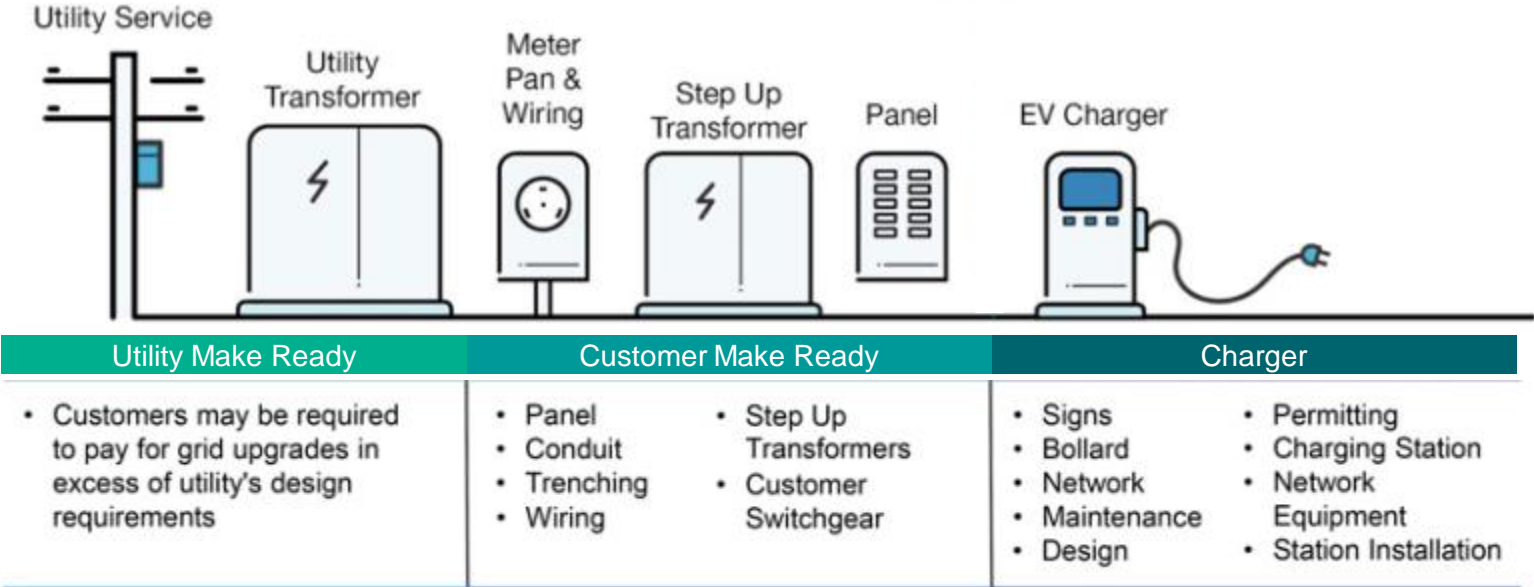 Utility Service
Utility
Transformer
Meter
Pan &
Wiring
Step Up
Transformer
Panel
EV Charger
Utility Make Ready
Customer Make Ready
Charger
• Customers may be required
to pay for grid upgrades in
excess of utility's design
requirements
• Panel
• Conduit
• Trenching
• Wiring
• Step Up
Transformers
• Customer
Switchgear
• Signs
• Bollard
• Network
• Maintenance
• Design
• Permitting
• Charging Station
• Network
Equipment
• Station Installation